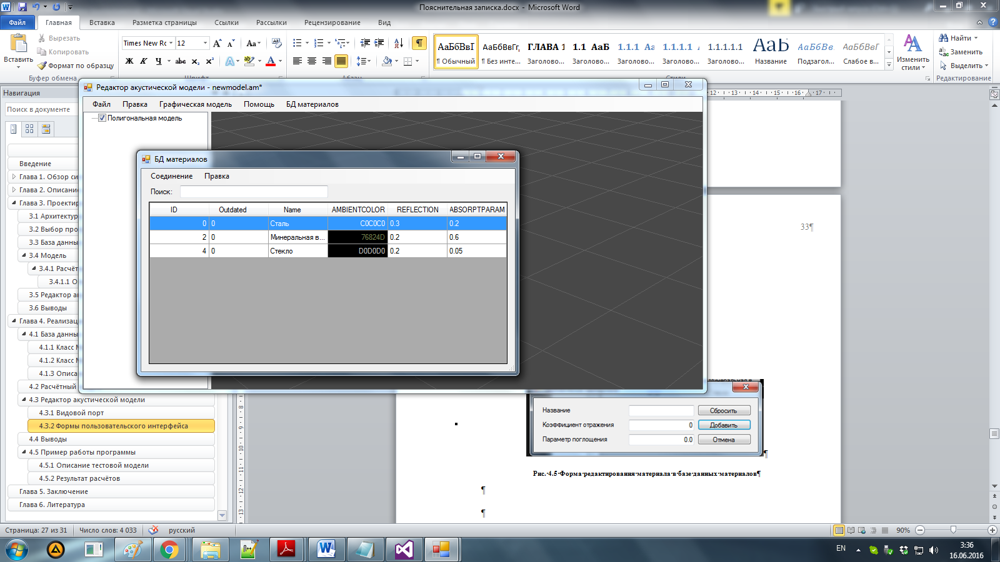 Пояснительная записка.docx - Microsoft Word
Файл Главная Вставка Разметка страницы Ссылки Рассылки Рецензирование Вид
Вставить
Вырезать
Копировать
Формат по образцу
Буфер обмена
Times New Rc 12
Ж К Ч abc x₂ x²
Шрифт
Абзац
АаБбВвІ АаБбВвГг, ГЛАВА 1 1.1 АаБ 1.1.1 Аа 1.1.1.1 А 1.1.1.1.1 АаБ АаБбВв. АаБбВвГг
¶ Обычный ¶ Без инте... Заголово... Заголово... Заголово... Заголово... Заголово... Название Подзаголо... Слабое в...
Изменить стили
Стили
Найти
Заменить
Выделить
Редактирование
Навигация
Поиск в документе
Введение
Глава 1. Обзор си
Глава 2. Описани
Глава 3. Проектир
3.1 Архитектур
3.2 Выбор про
3.3 База данны
3.4 Модель
3.4.1 Расчёт
3.4.1.1 О
3.5 Редактор а
3.6 Выводы
Глава 4. Реализац
4.1 База данны
4.1.1 Класс М
4.1.2 Класс М
4.1.3 Описа
4.2 Расчётный
4.3 Редактор акустической модели
4.3.1 Видовой порт
4.3.2 Формы пользовательского интерфейса
4.4 Выводы
4.5 Пример работы программы
4.5.1 Описание тестовой модели
4.5.2 Результат расчётов
Глава 5. Заключение
Глава 6. Литература
Редактор акустической модели - newmodel.am*
Файл Правка Графическая модель Помощь БД материалов
Полигональная модель
БД материалов
Соединение Правка
Поиск:
ID Outdated Name AMBIENTCOLOR REFLECTION ABSORPTPARAM
0 0 Сталь C0C0C0 0.3 0.2
2 0 Минеральная в... 76824D 0.2 0.6
4 0 Стекло D0D0D0 0.2 0.05
12 13 14 15 16 17
33¶
Название Сбросить
Коэффициент отражения 0 Добавить
Параметр поглощения 0.0 Отмена
¶
Рис. 4.5 Форма редактирования материала в базе данных материалов¶
¶
¶
8 9 10 11 12 13
Страница: 27 из 31 Число слов: 4 033 русский
90%
EN
3:36
16.06.2016